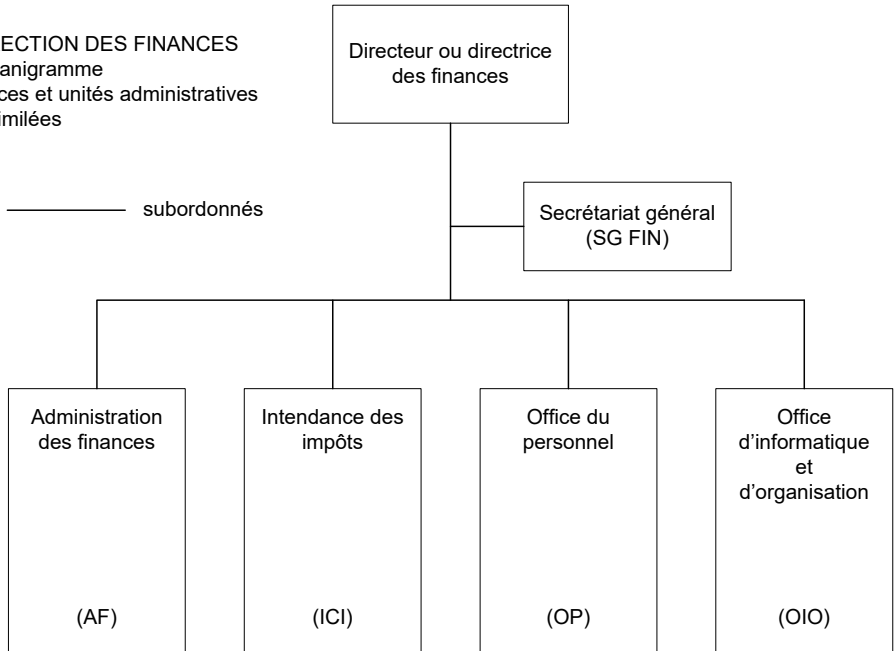 ECTION DES FINANCES
anigramme
ces et unités administratives
imilées
subordonnés
Directeur ou directrice
des finances
Secrétariat général
(SG FIN)
Administration
des finances
(AF)
Intendance des
impôts
(ICI)
Office du
personnel
(OP)
Office
d’informatique
et
d’organisation
(OIO)